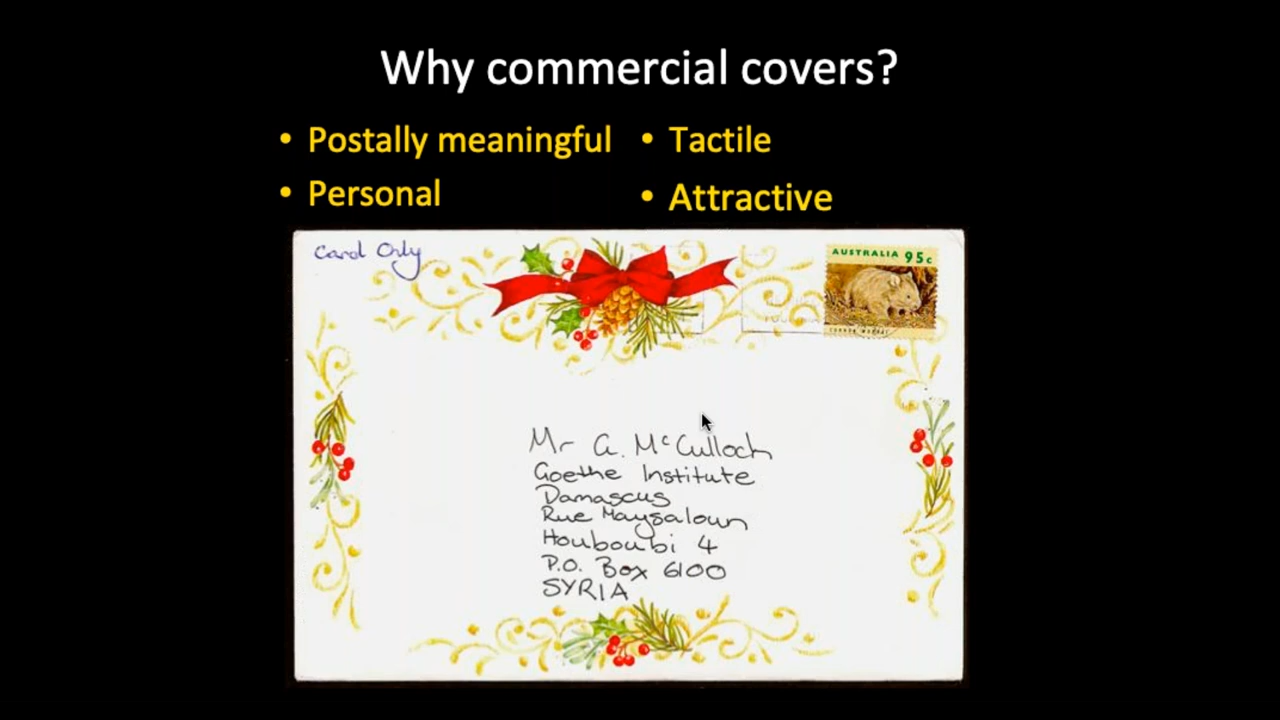 Why commercial covers?
• Postally meaningful
• Personal
• Tactile
• Attractive
Card Only
AUSTRALIA 95c
Mr G. McCulloch
Goethe Institute
Damascus
Rue Maysaloun
Houboubi 4
P.O. Box 6100
SYRIA